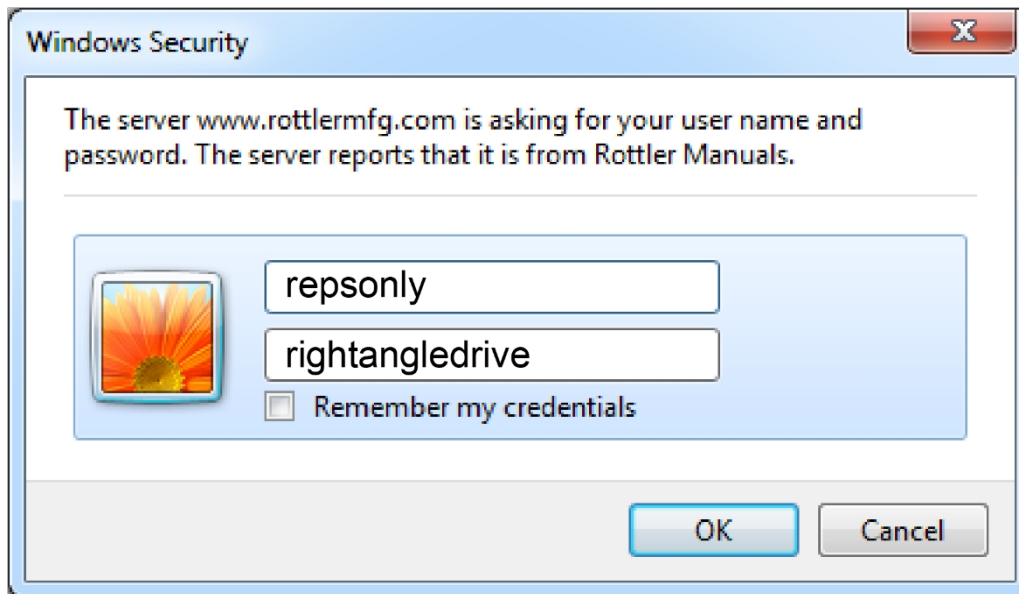 Windows Security
The server www.rottlermfg.com is asking for your user name and
password. The server reports that it is from Rottler Manuals.
repsonly
rightangledrive
Remember my credentials
OK
Cancel